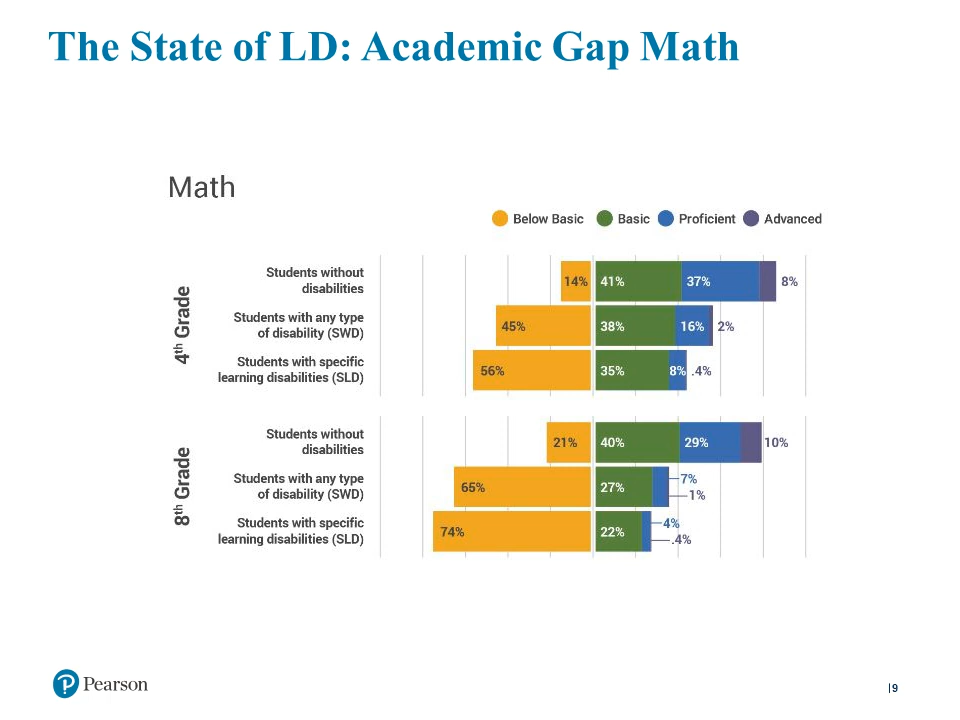 The State of LD: Academic Gap Math
Math
Below Basic Basic Proficient Advanced
4th Grade
Students without
disabilities
14% 41% 37% 8%
Students with any type
of disability (SWD)
45% 38% 16% 2%
Students with specific
learning disabilities (SLD)
56% 35% 8% .4%
8th Grade
Students without
disabilities
21% 40% 29% 10%
Students with any type
of disability (SWD)
65% 27% 7%
1%
Students with specific
learning disabilities (SLD)
74% 22% 4%
.4%
P Pearson
|9